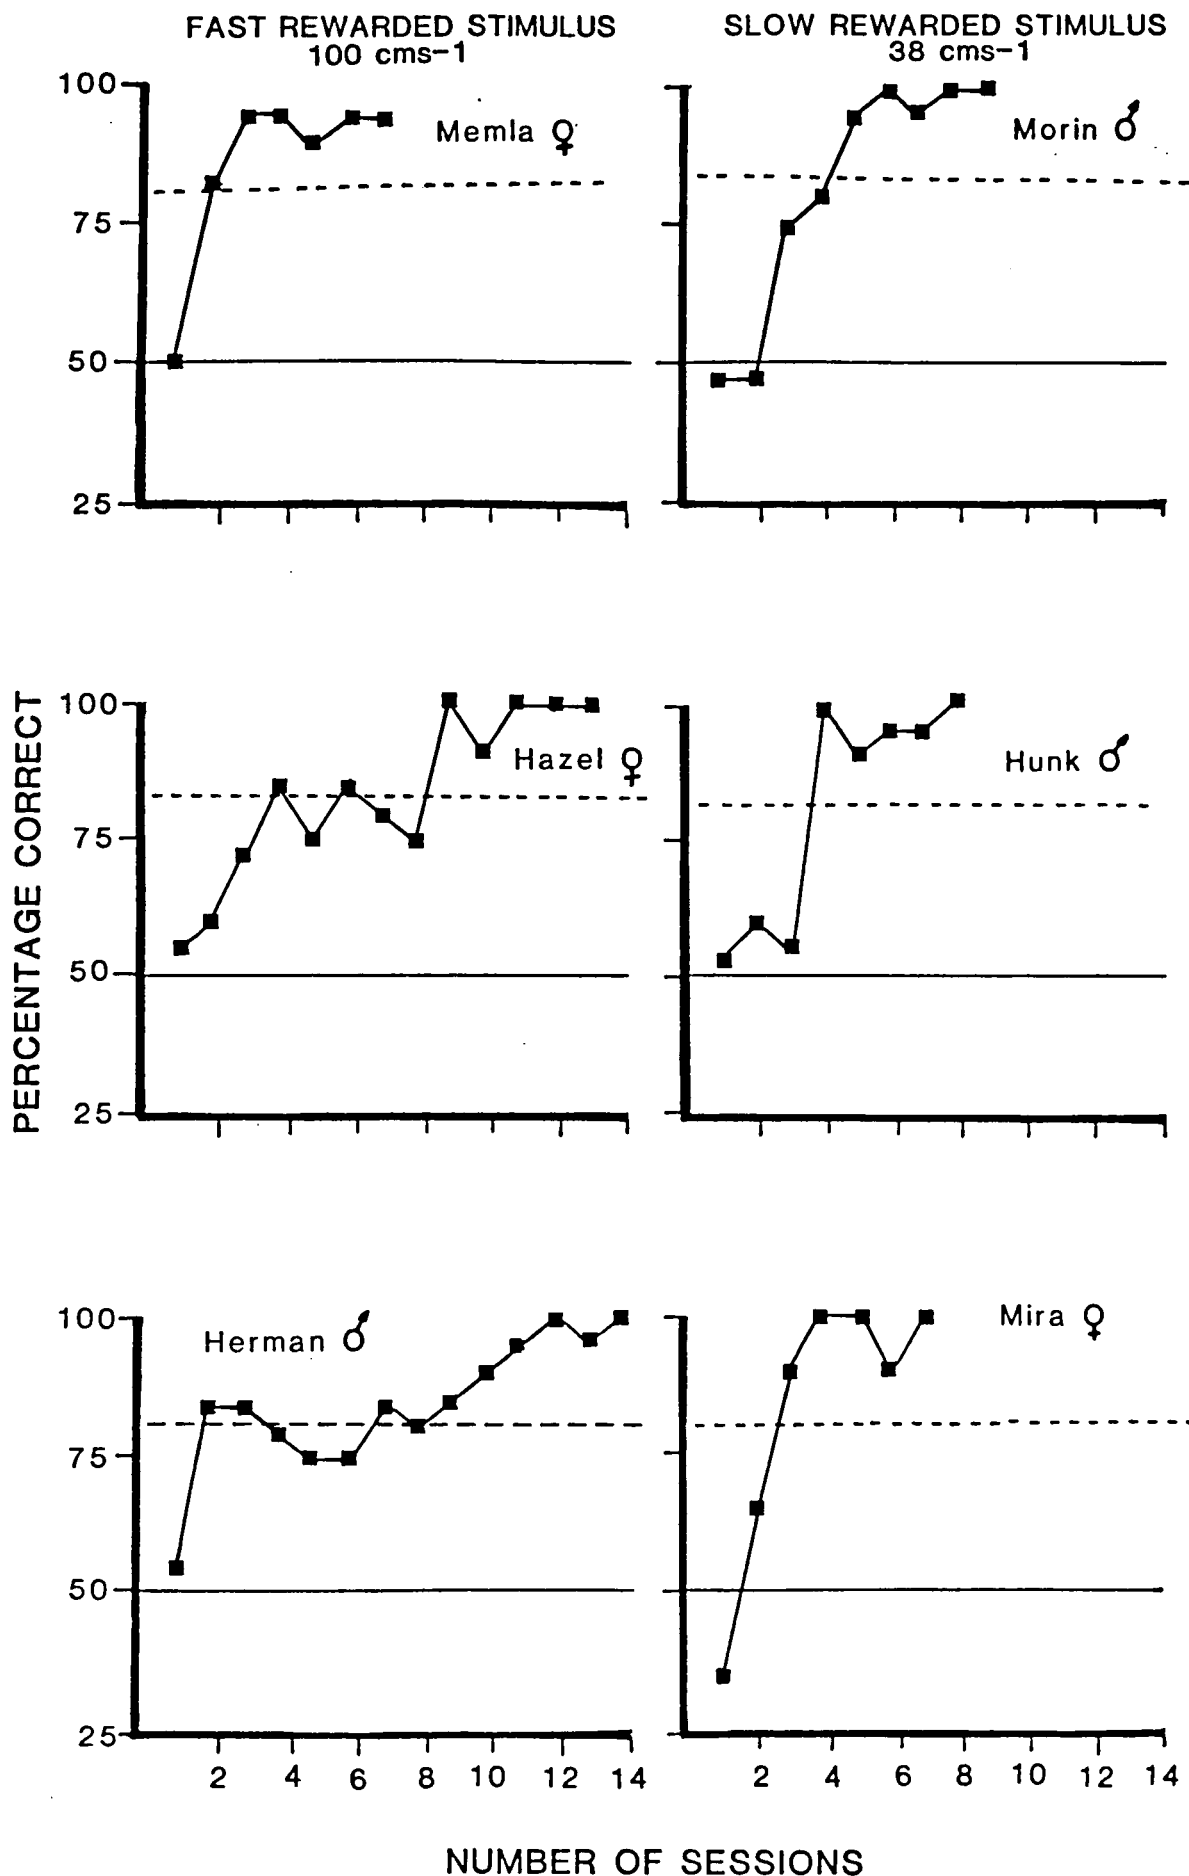 FAST REWARDED STIMULUS
100 cms-1
SLOW REWARDED STIMULUS
38 cms-1
100
75
50
25
Memla ♀
Morin ♂
PERCENTAGE CORRECT
100
75
50
25
Hazel ♀
Hunk ♂
100
75
50
25
Herman ♂
Mira ♀
2 4 6 8 10 12 14
2 4 6 8 10 12 14
NUMBER OF SESSIONS